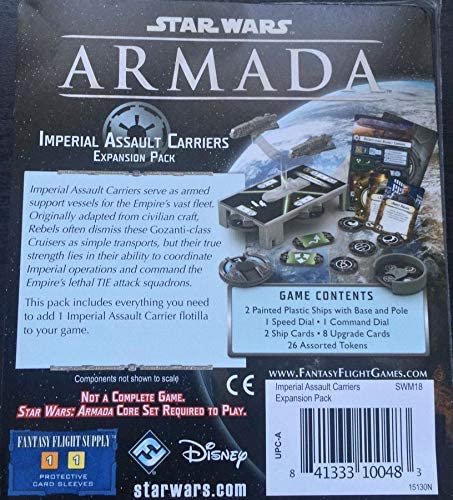 STAR WARS
ARMADA
IMPERIAL ASSAULT CARRIERS
EXPANSION PACK
Imperial Assault Carriers serve as armed
support vessels for the Empire's vast fleet.
Originally adapted from civilian craft,
Rebels often dismiss these Gozanti-class
Cruisers as simple transports, but their true
strength lies in their ability to coordinate
Imperial operations and command the
Empire's lethal TIE attack squadrons.
This pack includes everything you need
to add 1 Imperial Assault Carrier flotilla
to your game.
GAME CONTENTS
2 Painted Plastic Ships with Base and Pole
1 Speed Dial • 1 Command Dial
2 Ship Cards • 8 Upgrade Cards
26 Assorted Tokens
Components not shown to scale.
CE
WWW.FANTASYFLIGHTGAMES.COM
NOT A COMPLETE GAME.
STAR WARS: ARMADA CORE SET REQUIRED TO PLAY.
FANTASY FLIGHT SUPPLY™
1 1
PROTECTIVE
CARD SLEEVES
Disney
starwars.com
Imperial Assault Carriers SWM18
Expansion Pack
UPC-A
8 41333 10048 3
15130N